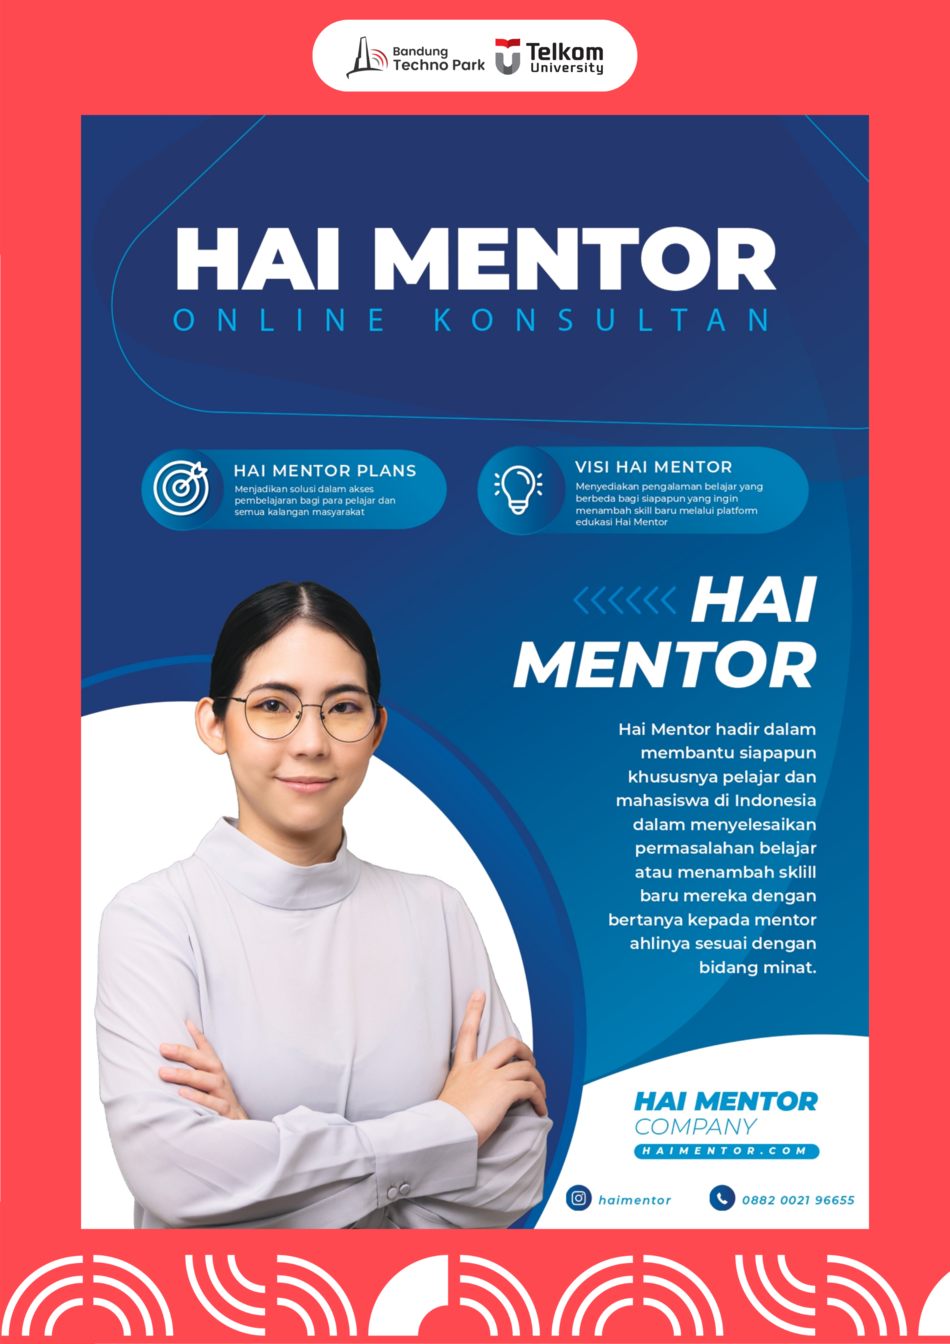 Bandung
Techno Park
Telkom
University
HAI MENTOR
ONLINE KONSULTAN
HAI MENTOR PLANS
Menjadikan solusi dalam akses
pembelajaran bagi para pelajar dan
semua kalangan masyarakat
VISI HAI MENTOR
Menyediakan pengalaman belajar yang
berbeda bagi siapapun yang ingin
menambah skill baru melalui platform
edukasi Hai Mentor
HAI
MENTOR
Hai Mentor hadir dalam
membantu siapapun
khususnya pelajar dan
mahasiswa di Indonesia
dalam menyelesaikan
permasalahan belajar
atau menambah sklill
baru mereka dengan
bertanya kepada mentor
ahlinya sesuai dengan
bidang minat.
HAI MENTOR
COMPANY
HAIMENTOR.COM
haimentor
0882 0021 96655